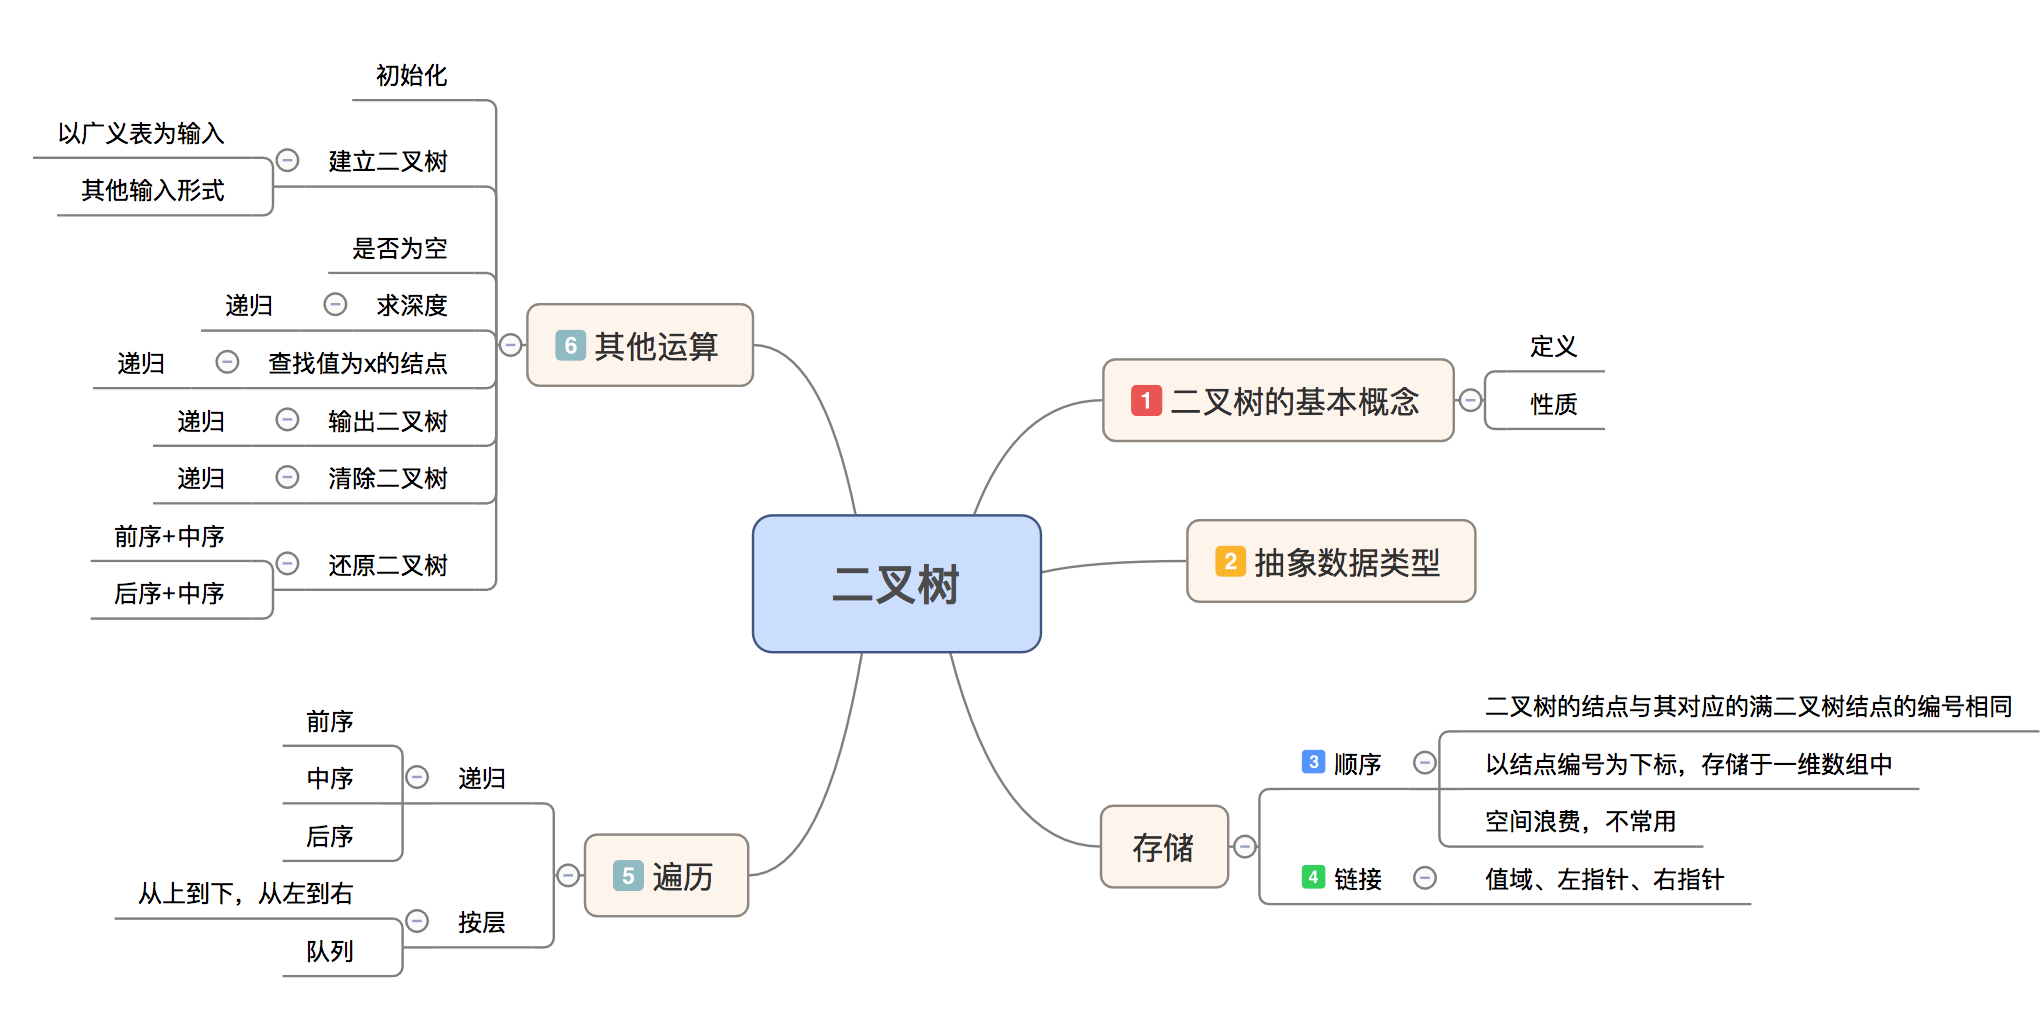 二叉树
1 二叉树的基本概念
定义
性质
2 抽象数据类型
存储
3 顺序
二叉树的结点与其对应的满二叉树结点的编号相同
以结点编号为下标，存储于一维数组中
空间浪费，不常用
4 链接
值域、左指针、右指针
5 遍历
递归
前序
中序
后序
按层
从上到下，从左到右
队列
6 其他运算
初始化
建立二叉树
以广义表为输入
其他输入形式
是否为空
求深度
递归
查找值为x的结点
递归
输出二叉树
递归
清除二叉树
递归
还原二叉树
前序+中序
后序+中序